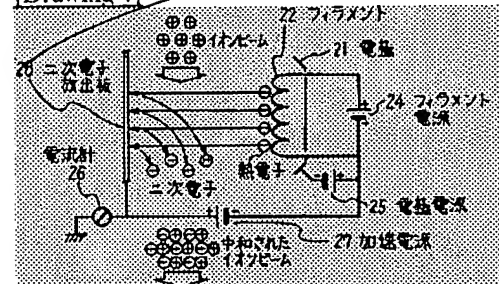 22 フィラメント
イオンビーム
21 電極
二次電子
放出板
24 フィラメント
電源
電流計
26
二次電子
熱電子
25 電極電源
27 加速電源
中和された
イオンビーム